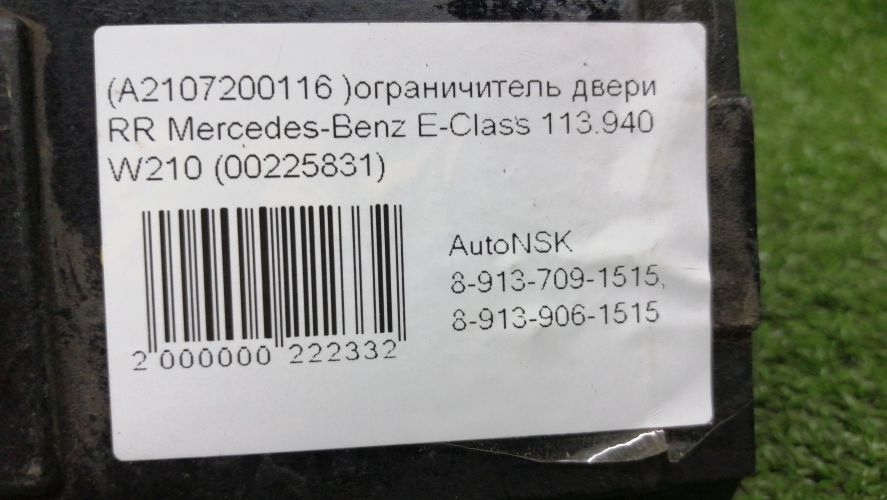 (A2107200116 )ограничитель двери
RR Mercedes-Benz E-Class 113.940
W210 (00225831)
AutoNSK
8-913-709-1515,
8-913-906-1515
2 000000 222332